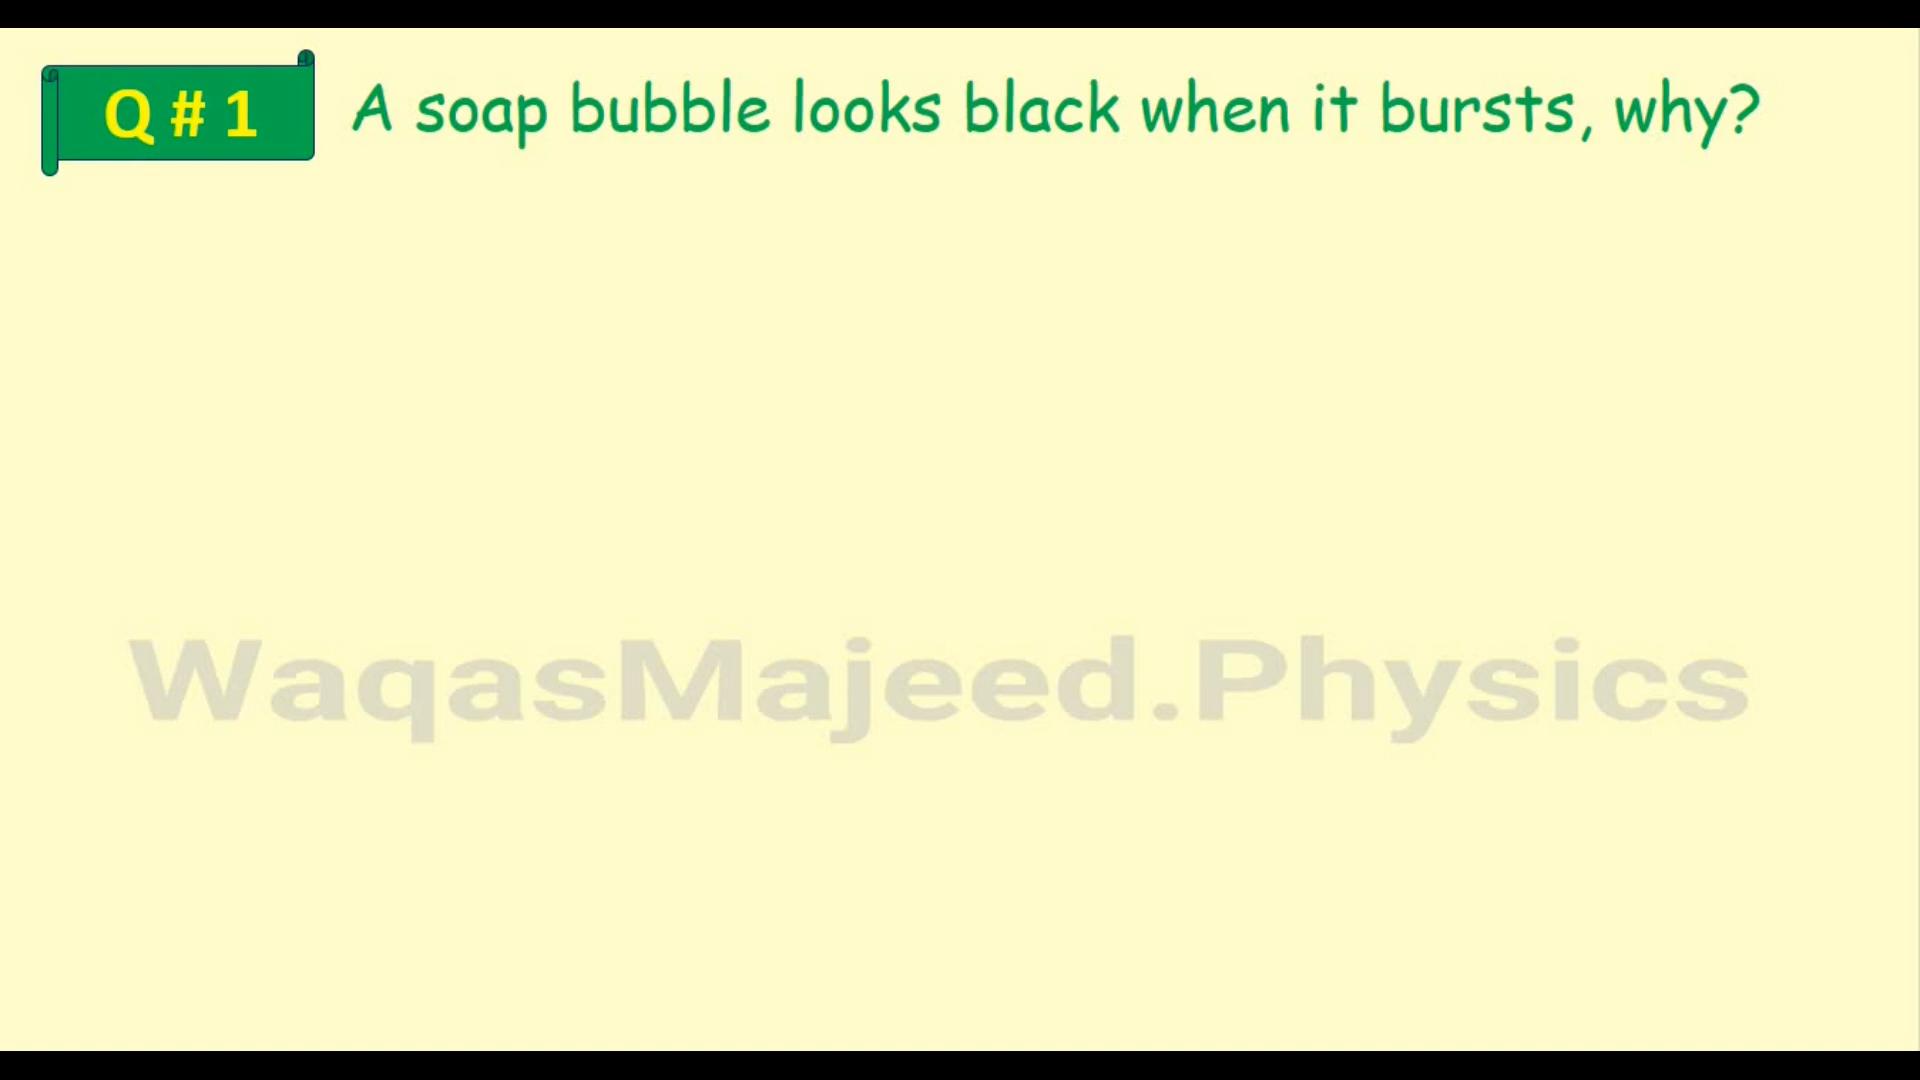 Q # 1 A soap bubble looks black when it bursts, why?
WaqasMajeed.Physics